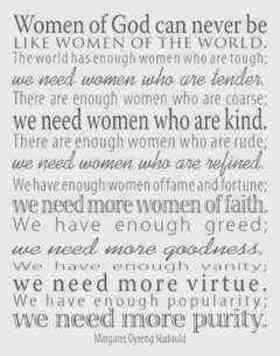 Women of God can never be
LIKE WOMEN OF THE WORLD.
The world has enough women who are tough;
we need women who are tender.
There are enough women who are coarse;
we need women who are kind.
There are enough women who are rude;
we need women who are refined.
We have enough women of fame and fortune;
we need more women of faith.
We have enough greed;
we need more goodness.
We have enough vanity;
we need more virtue.
We have enough popularity;
we need more purity.
Margaret